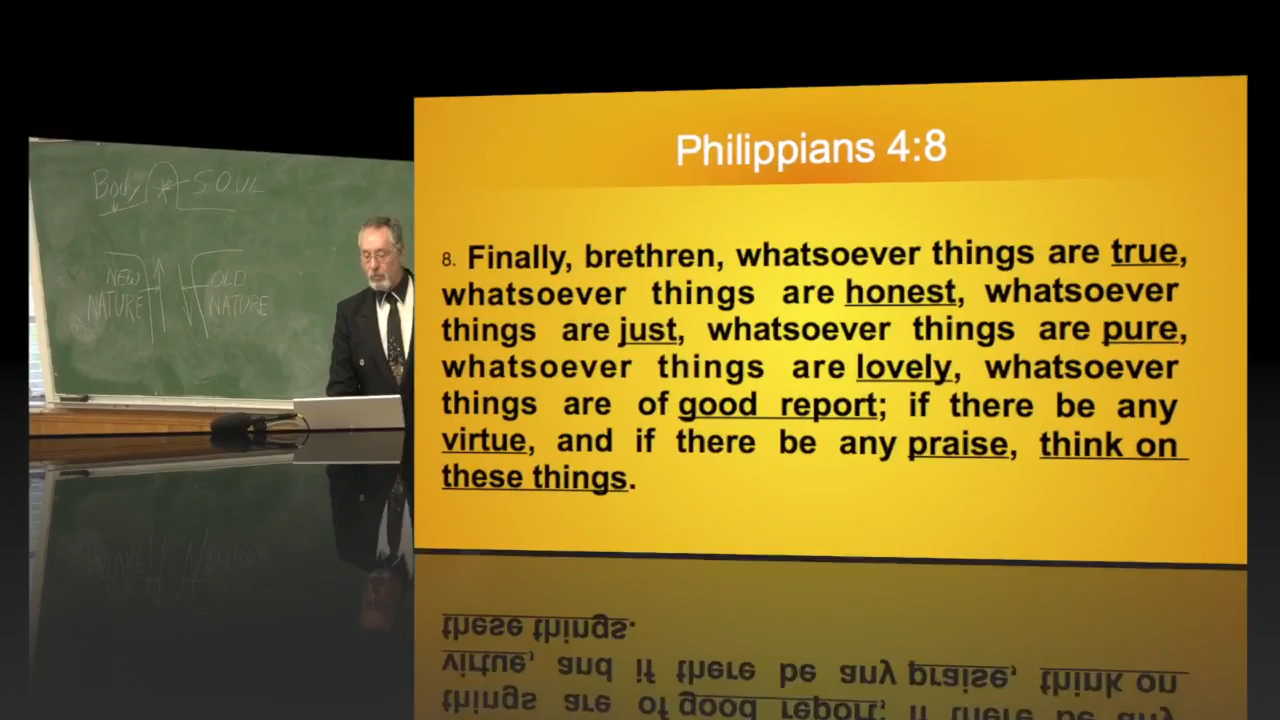 Body * SOUL
NEW NATURE
OLD NATURE
Philippians 4:8
8. Finally, brethren, whatsoever things are true,
whatsoever things are honest, whatsoever
things are just, whatsoever things are pure,
whatsoever things are lovely, whatsoever
things are of good report; if there be any
virtue, and if there be any praise, think on
these things.